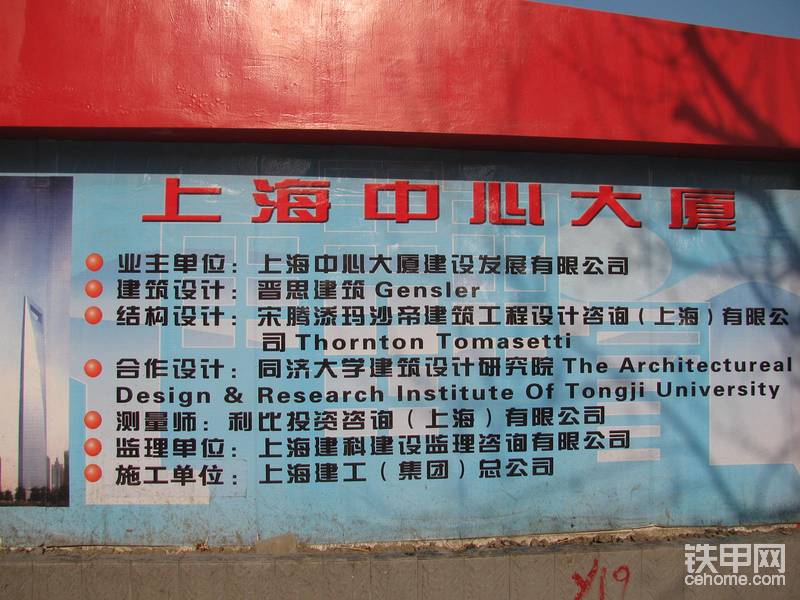 上海中心大厦
业主单位：上海中心大厦建设发展有限公司
建筑设计：晋思建筑 Gensler
结构设计：宋腾添玛沙帝建筑工程设计咨询（上海）有限公
司 Thornton Tomasetti
合作设计：同济大学建筑设计研究院 The Architectureal
Design & Research Institute Of Tongji University
测量师：利比投资咨询（上海）有限公司
监理单位：上海建科建设监理咨询有限公司
施工单位：上海建工（集团）总公司
铁甲网
cehome.com